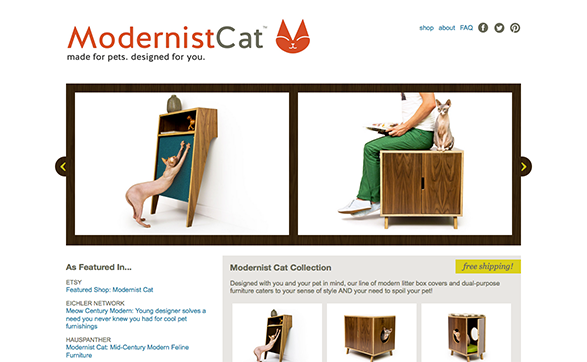 ModernistCat™
made for pets. designed for you.
shop about FAQ
As Featured In...
ETSY
Featured Shop: Modernist Cat
EICHLER NETWORK
Meow Century Modern: Young designer solves a
need you never knew you had for cool pet
furnishings
HAUSPANTHER
Modernist Cat: Mid-Century Modern Feline
Furniture
Modernist Cat Collection
free shipping!
Designed with you and your pet in mind, our line of modern litter box covers and dual-purpose
furniture caters to your sense of style AND your need to spoil your pet!